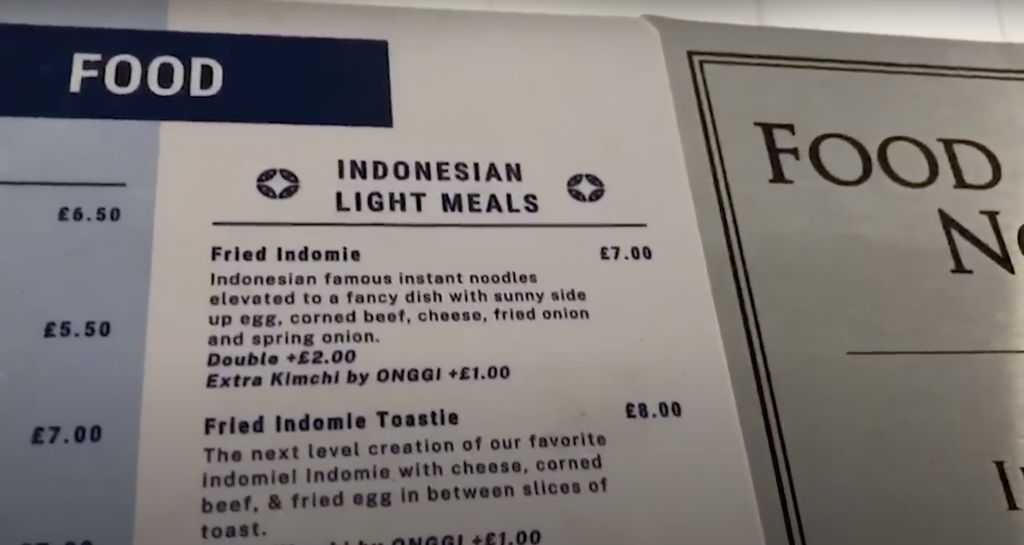 FOOD
£6.50
£5.50
£7.00
INDONESIAN
LIGHT MEALS
Fried Indomie £7.00
Indonesian famous instant noodles
elevated to a fancy dish with sunny side
up egg, corned beef, cheese, fried onion
and spring onion.
Double +£2.00
Extra Kimchi by ONGGI +£1.00
Fried Indomie Toastie £8.00
The next level creation of our favorite
indomie! Indomie with cheese, corned
beef, & fried egg in between slices of
toast.
by ONGGI +£1.00
FOOD